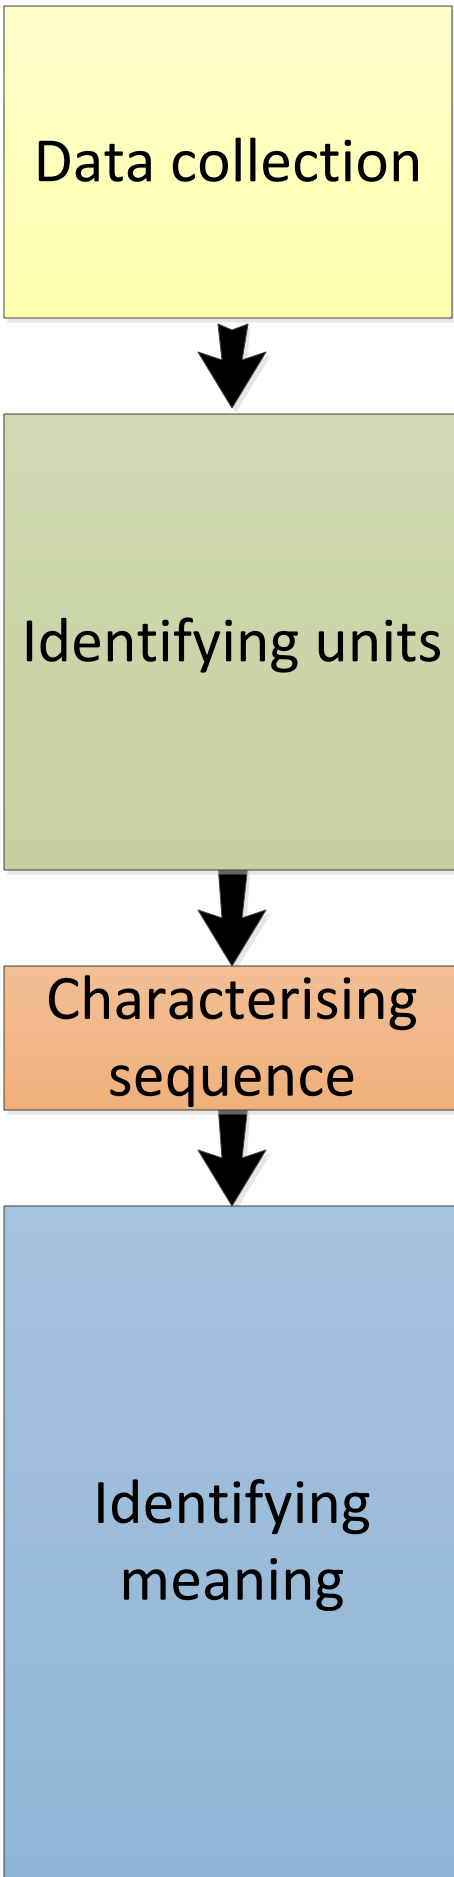 Data collection
Identifying units
Characterising
sequence
Identifying
meaning